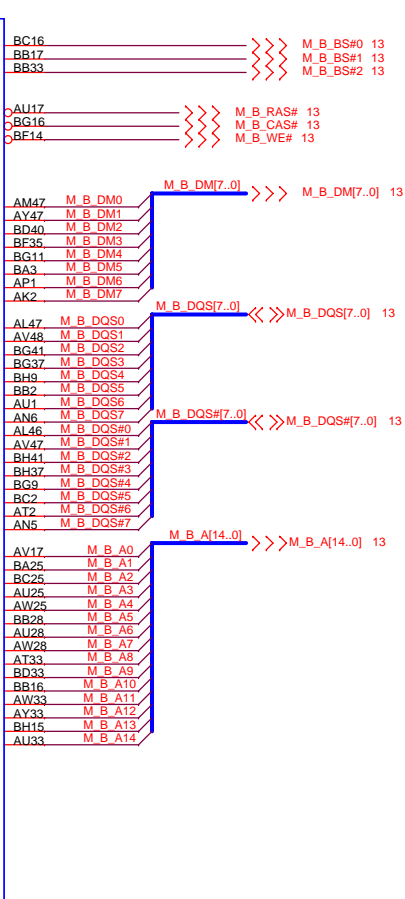 BC16 M_B_BS#0 13
BB17 M_B_BS#1 13
BB33 M_B_BS#2 13
AU17 M_B_RAS# 13
BG16 M_B_CAS# 13
BF14 M_B_WE# 13
M_B_DM[7..0] M_B_DM[7..0] 13
AM47 M_B_DM0
AY47 M_B_DM1
BD40 M_B_DM2
BF35 M_B_DM3
BG11 M_B_DM4
BA3 M_B_DM5
AP1 M_B_DM6
AK2 M_B_DM7
M_B_DQS[7..0] M_B_DQS[7..0] 13
AL47 M_B_DQS0
AV48 M_B_DQS1
BG41 M_B_DQS2
BG37 M_B_DQS3
BH9 M_B_DQS4
BB2 M_B_DQS5
AU1 M_B_DQS6
AN6 M_B_DQS7
M_B_DQS#[7..0] M_B_DQS#[7..0] 13
AL46 M_B_DQS#0
AV47 M_B_DQS#1
BH41 M_B_DQS#2
BH37 M_B_DQS#3
BG9 M_B_DQS#4
BC2 M_B_DQS#5
AT2 M_B_DQS#6
AN5 M_B_DQS#7
M_B_A[14..0] M_B_A[14..0] 13
AV17 M_B_A0
BA25 M_B_A1
BC25 M_B_A2
AU25 M_B_A3
AW25 M_B_A4
BB28 M_B_A5
AU28 M_B_A6
AW28 M_B_A7
AT33 M_B_A8
BD33 M_B_A9
BB16 M_B_A10
AW33 M_B_A11
AY33 M_B_A12
BH15 M_B_A13
AU33 M_B_A14